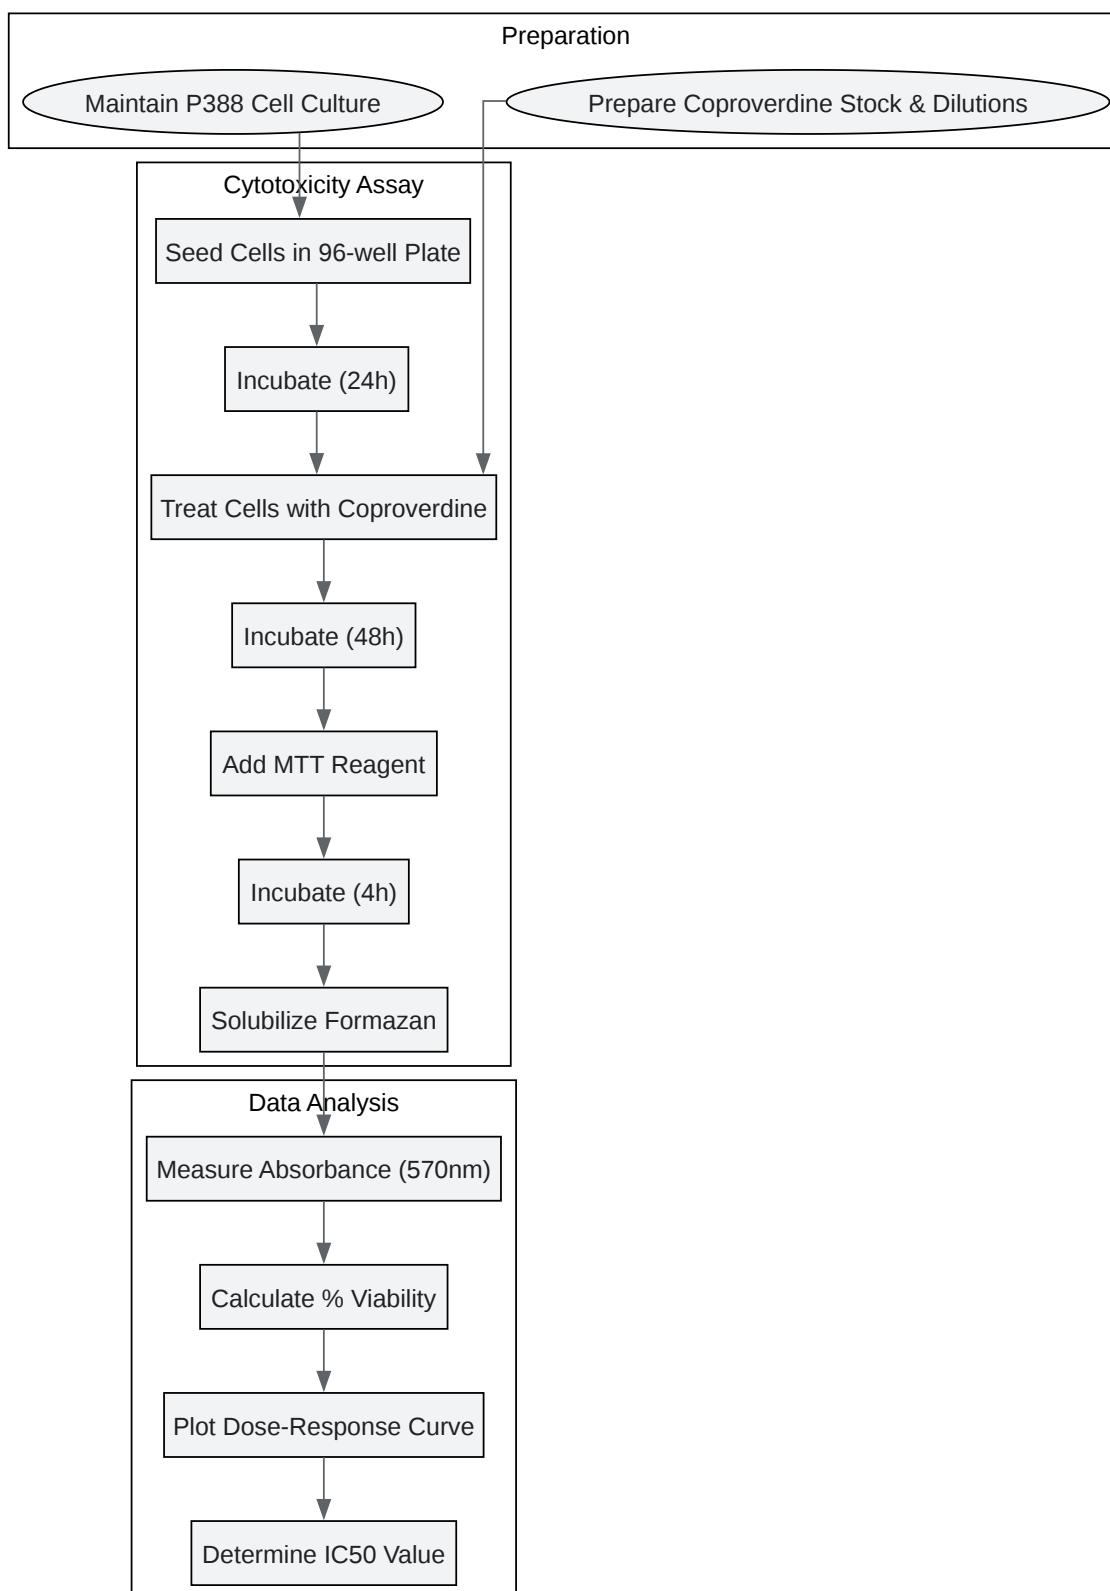 Preparation
Maintain P388 Cell Culture
Prepare Coproverdine Stock & Dilutions
Cytotoxicity Assay
Seed Cells in 96-well Plate
Incubate (24h)
Treat Cells with Coproverdine
Incubate (48h)
Add MTT Reagent
Incubate (4h)
Solubilize Formazan
Data Analysis
Measure Absorbance (570nm)
Calculate % Viability
Plot Dose-Response Curve
Determine IC50 Value